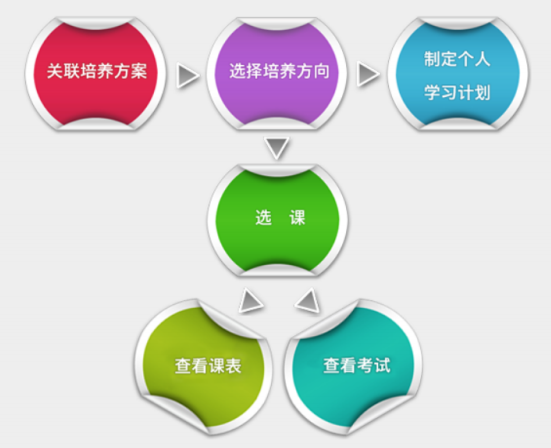 关联培养方案
选择培养方向
制定个人
学习计划
选 课
查看课表
查看考试